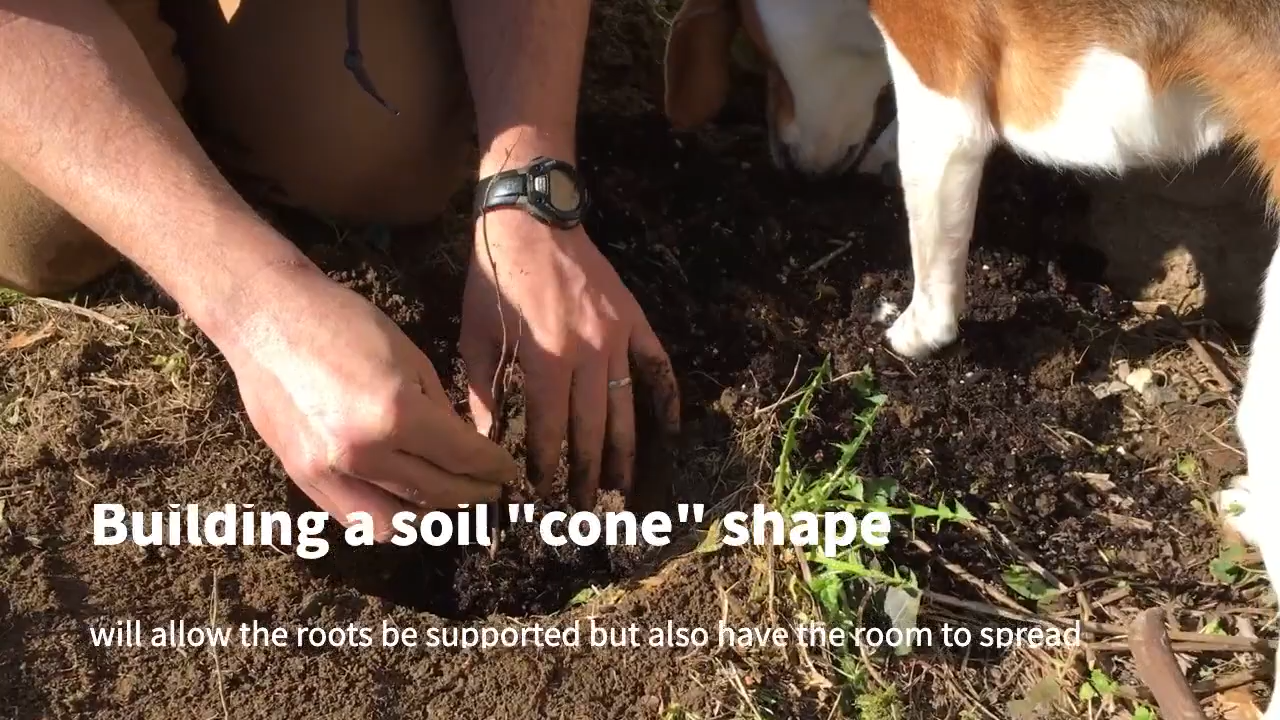 Building a soil "cone" shape
will allow the roots be supported but also have the room to spread